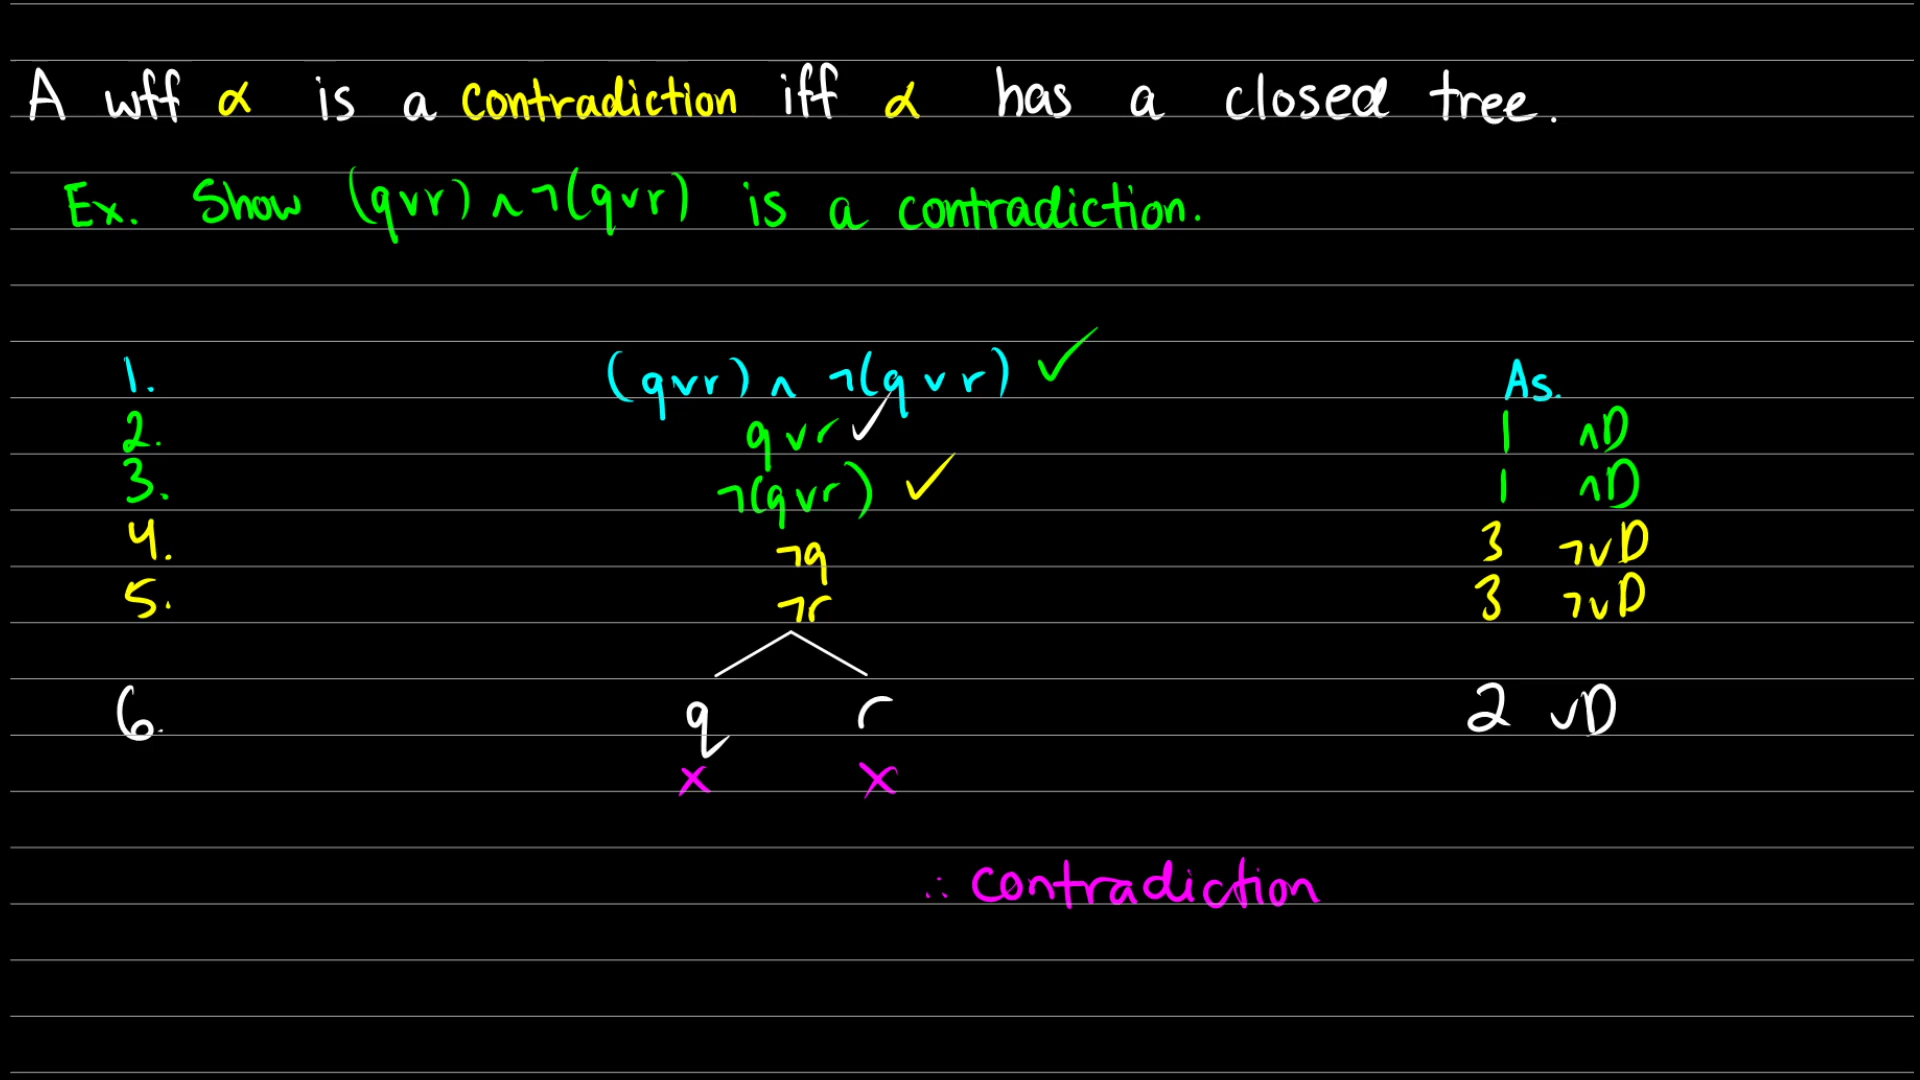 A wff α is a contradiction iff α has a closed tree.
Ex. Show (q∨r)∧¬(q∨r) is a contradiction.
1. (q∨r)∧¬(q∨r) ✓ As.
2. q∨r ✓ 1 ∧D
3. ¬(q∨r) ✓ 1 ∧D
4. ¬q 3 ¬∨D
5. ¬r 3 ¬∨D
6. q r 2 ∨D
x x
∴ contradiction